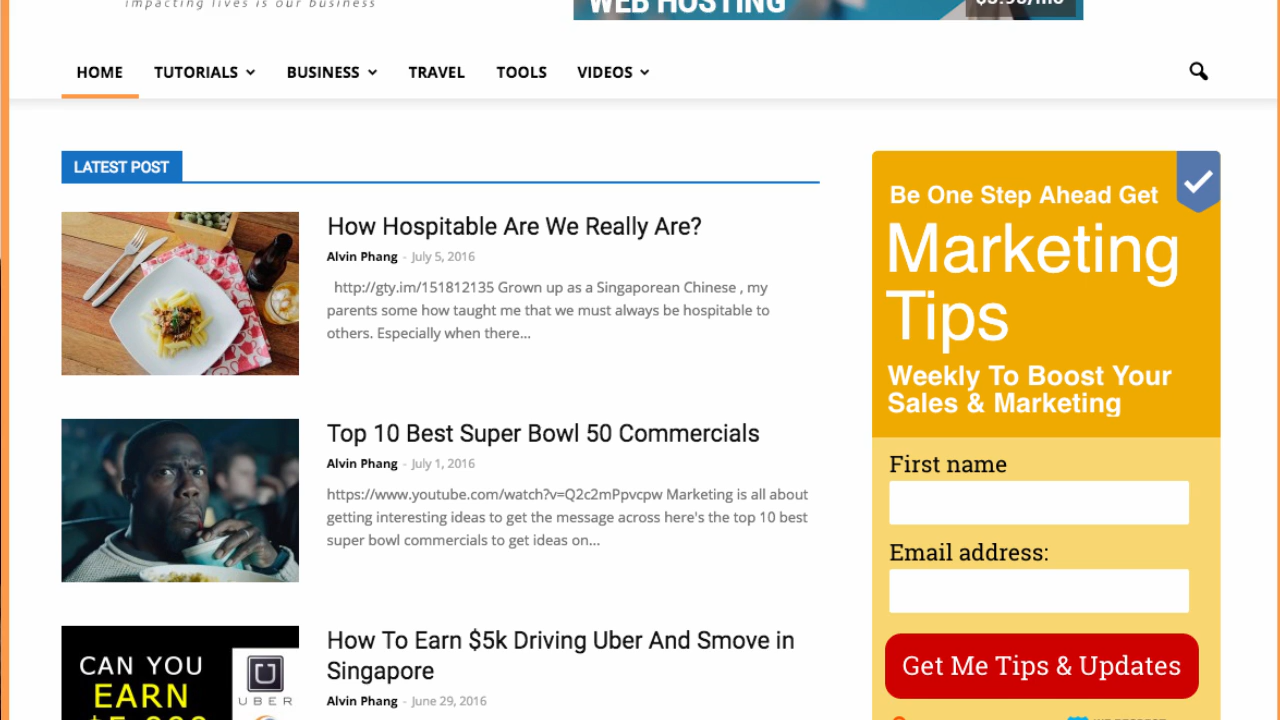 impacting lives is our business
WEB HOSTING
HOME TUTORIALS BUSINESS TRAVEL TOOLS VIDEOS
LATEST POST
How Hospitable Are We Really Are?
Alvin Phang - July 5, 2016
http://gty.im/151812135 Grown up as a Singaporean Chinese , my
parents some how taught me that we must always be hospitable to
others. Especially when there...
Top 10 Best Super Bowl 50 Commercials
Alvin Phang - July 1, 2016
https://www.youtube.com/watch?v=Q2c2mPpvcpw Marketing is all about
getting interesting ideas to get the message across here's the top 10 best
super bowl commercials to get ideas on...
CAN YOU
EARN
UBER
How To Earn $5k Driving Uber And Smove in
Singapore
Alvin Phang - June 29, 2016
Be One Step Ahead Get
Marketing
Tips
Weekly To Boost Your
Sales & Marketing
First name
Email address:
Get Me Tips & Updates